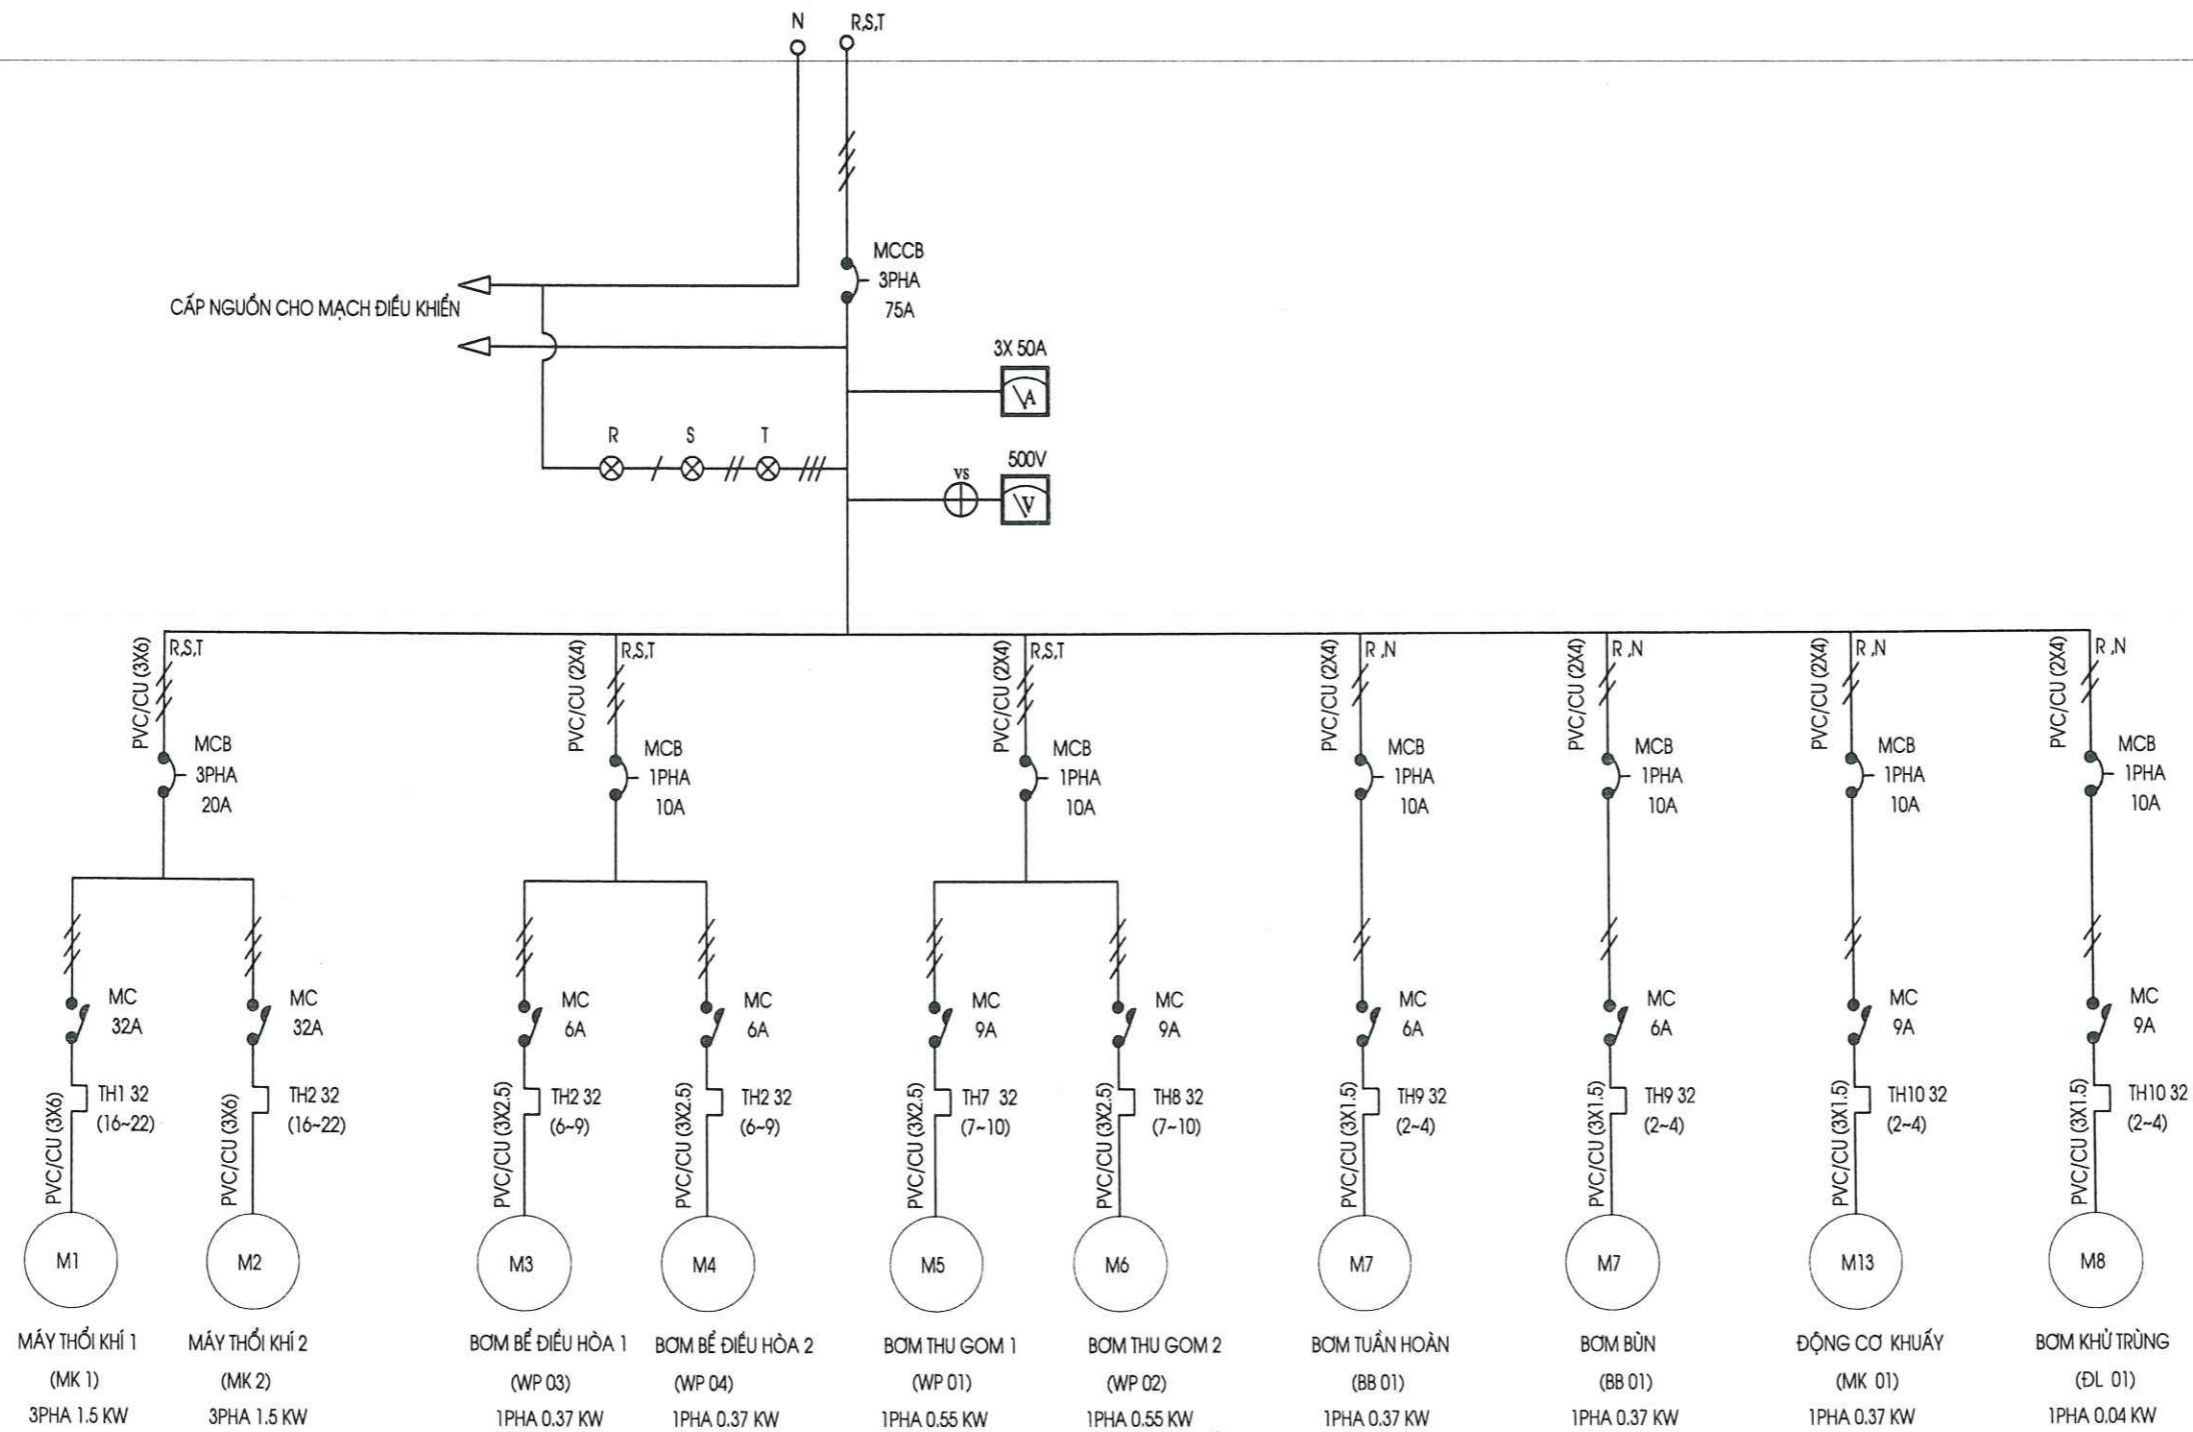 N
R,S,T
MCCB
3PHA
75A
CẤP NGUỒN CHO MẠCH ĐIỀU KHIỂN
3X 50A
A
R
S
T
500V
VS
V
PVC/CU (3X6)
R,S,T
MCB
3PHA
20A
PVC/CU (2X4)
R,S,T
MCB
1PHA
10A
PVC/CU (2X4)
R,S,T
MCB
1PHA
10A
PVC/CU (2X4)
R ,N
MCB
1PHA
10A
PVC/CU (2X4)
R ,N
MCB
1PHA
10A
PVC/CU (2X4)
R ,N
MCB
1PHA
10A
PVC/CU (2X4)
R ,N
MCB
1PHA
10A
MC
32A
TH1 32
(16~22)
PVC/CU (3X6)
M1
MÁY THỔI KHÍ 1
(MK 1)
3PHA 1.5 KW
MC
32A
TH2 32
(16~22)
PVC/CU (3X6)
M2
MÁY THỔI KHÍ 2
(MK 2)
3PHA 1.5 KW
MC
6A
TH2 32
(6~9)
PVC/CU (3X2.5)
M3
BƠM BỂ ĐIỀU HÒA 1
(WP 03)
1PHA 0.37 KW
MC
6A
TH2 32
(6~9)
PVC/CU (3X2.5)
M4
BƠM BỂ ĐIỀU HÒA 2
(WP 04)
1PHA 0.37 KW
MC
9A
TH7 32
(7~10)
PVC/CU (3X2.5)
M5
BƠM THU GOM 1
(WP 01)
1PHA 0.55 KW
MC
9A
TH8 32
(7~10)
PVC/CU (3X2.5)
M6
BƠM THU GOM 2
(WP 02)
1PHA 0.55 KW
MC
6A
TH9 32
(2~4)
PVC/CU (3X1.5)
M7
BƠM TUẦN HOÀN
(BB 01)
1PHA 0.37 KW
MC
6A
TH9 32
(2~4)
PVC/CU (3X1.5)
M7
BƠM BÙN
(BB 01)
1PHA 0.37 KW
MC
9A
TH10 32
(2~4)
PVC/CU (3X1.5)
M13
ĐỘNG CƠ KHUẤY
(MK 01)
1PHA 0.37 KW
MC
9A
TH10 32
(2~4)
PVC/CU (3X1.5)
M8
BƠM KHỬ TRÙNG
(ĐL 01)
1PHA 0.04 KW